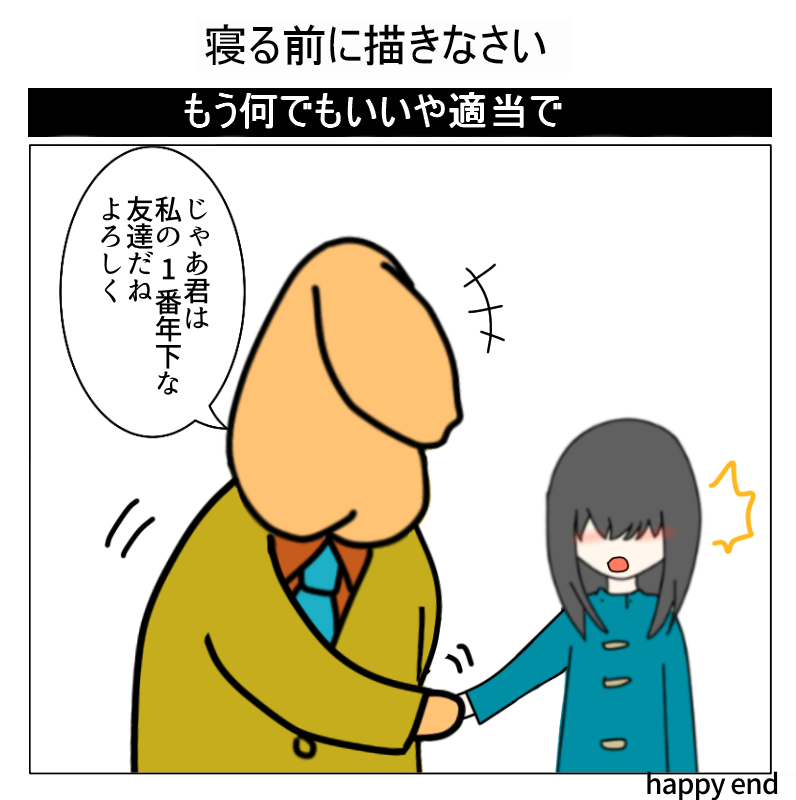 寝る前に描きなさい
もう何でもいいや適当で
じゃあ君は
私の1番年下な
友達だね
よろしく
happy end